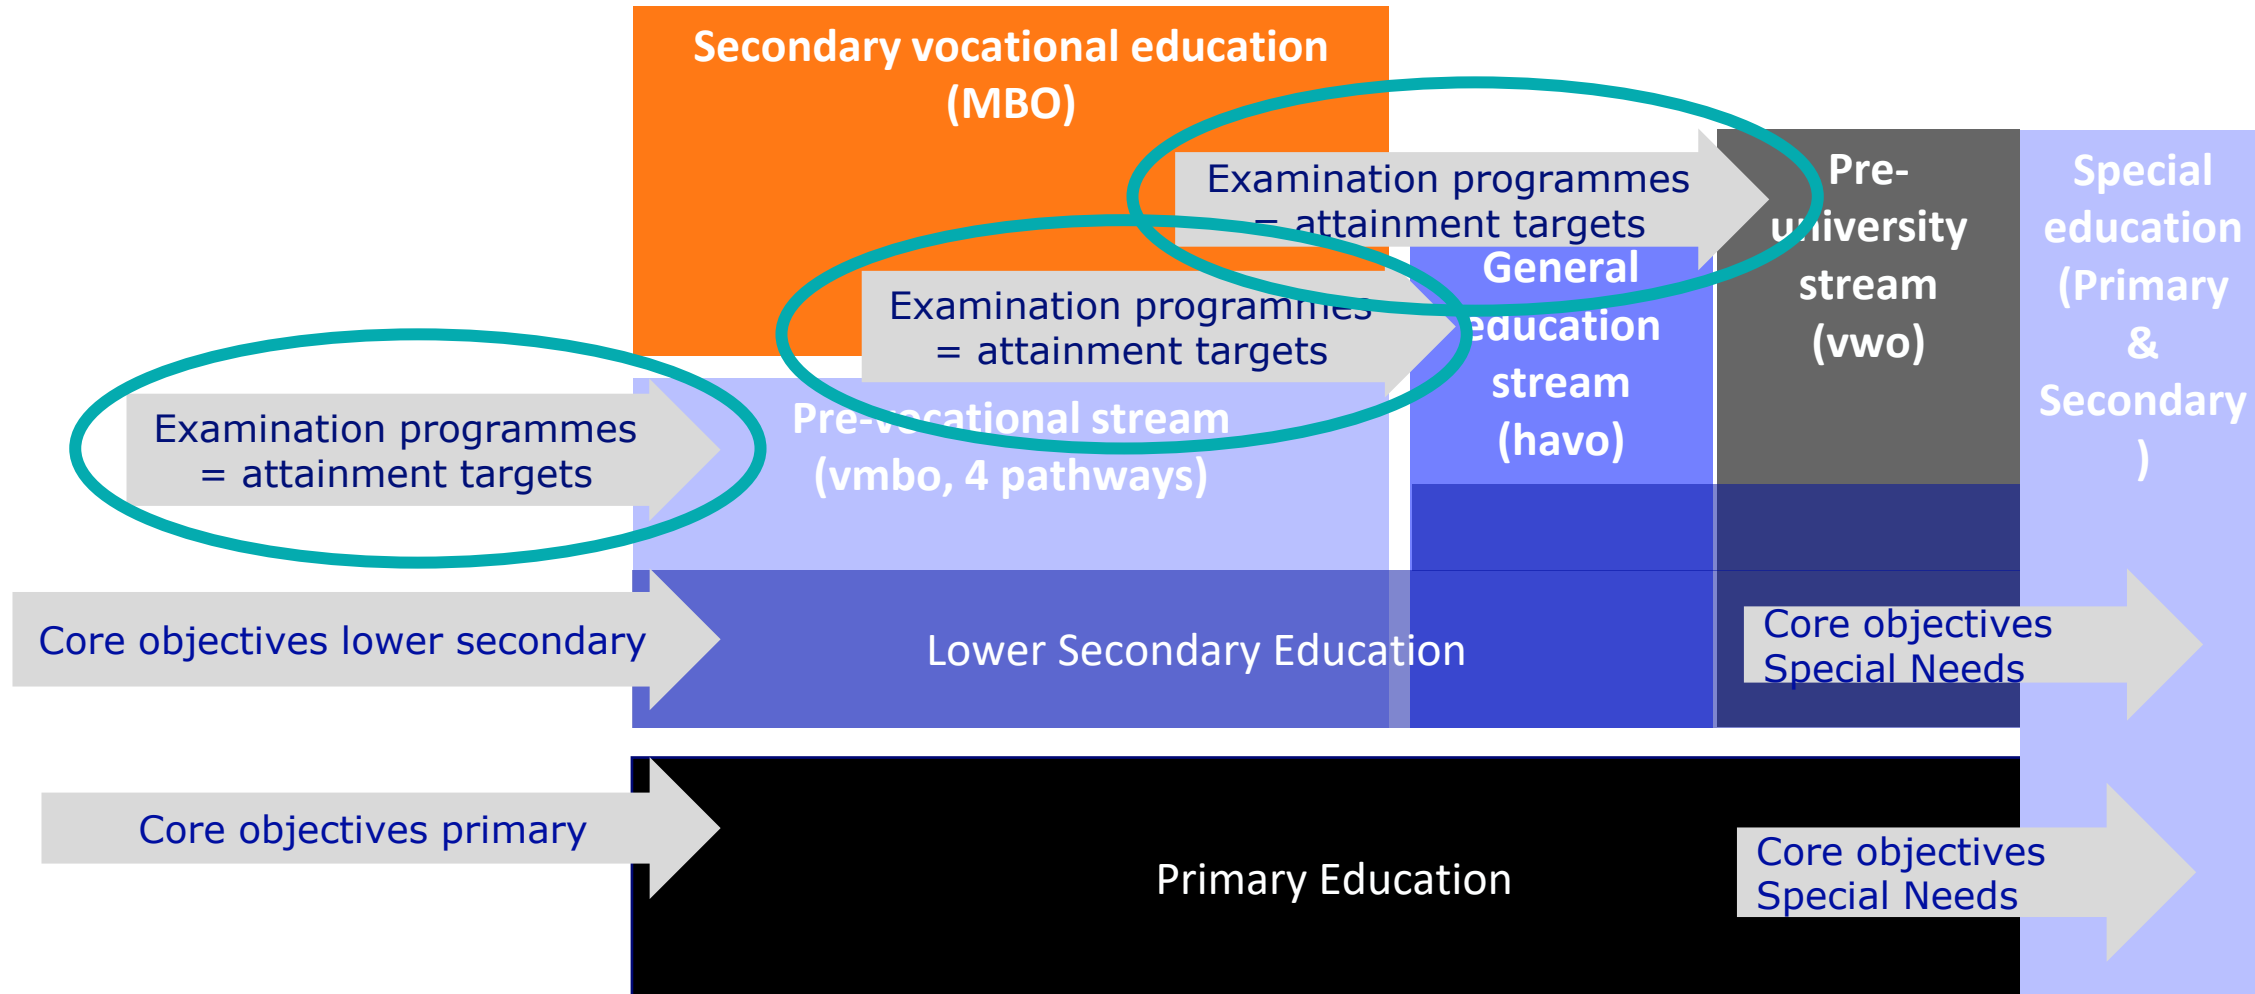 Secondary vocational education
(MBO)
Examination programmes
= attainment targets
Pre-
university
stream
(vwo)
Special
education
(Primary
&
Secondary
)
Examination programmes
= attainment targets
General
education
stream
(havo)
Examination programmes
= attainment targets
Pre-vocational stream
(vmbo, 4 pathways)
Core objectives lower secondary
Lower Secondary Education
Core objectives
Special Needs
Core objectives primary
Primary Education
Core objectives
Special Needs